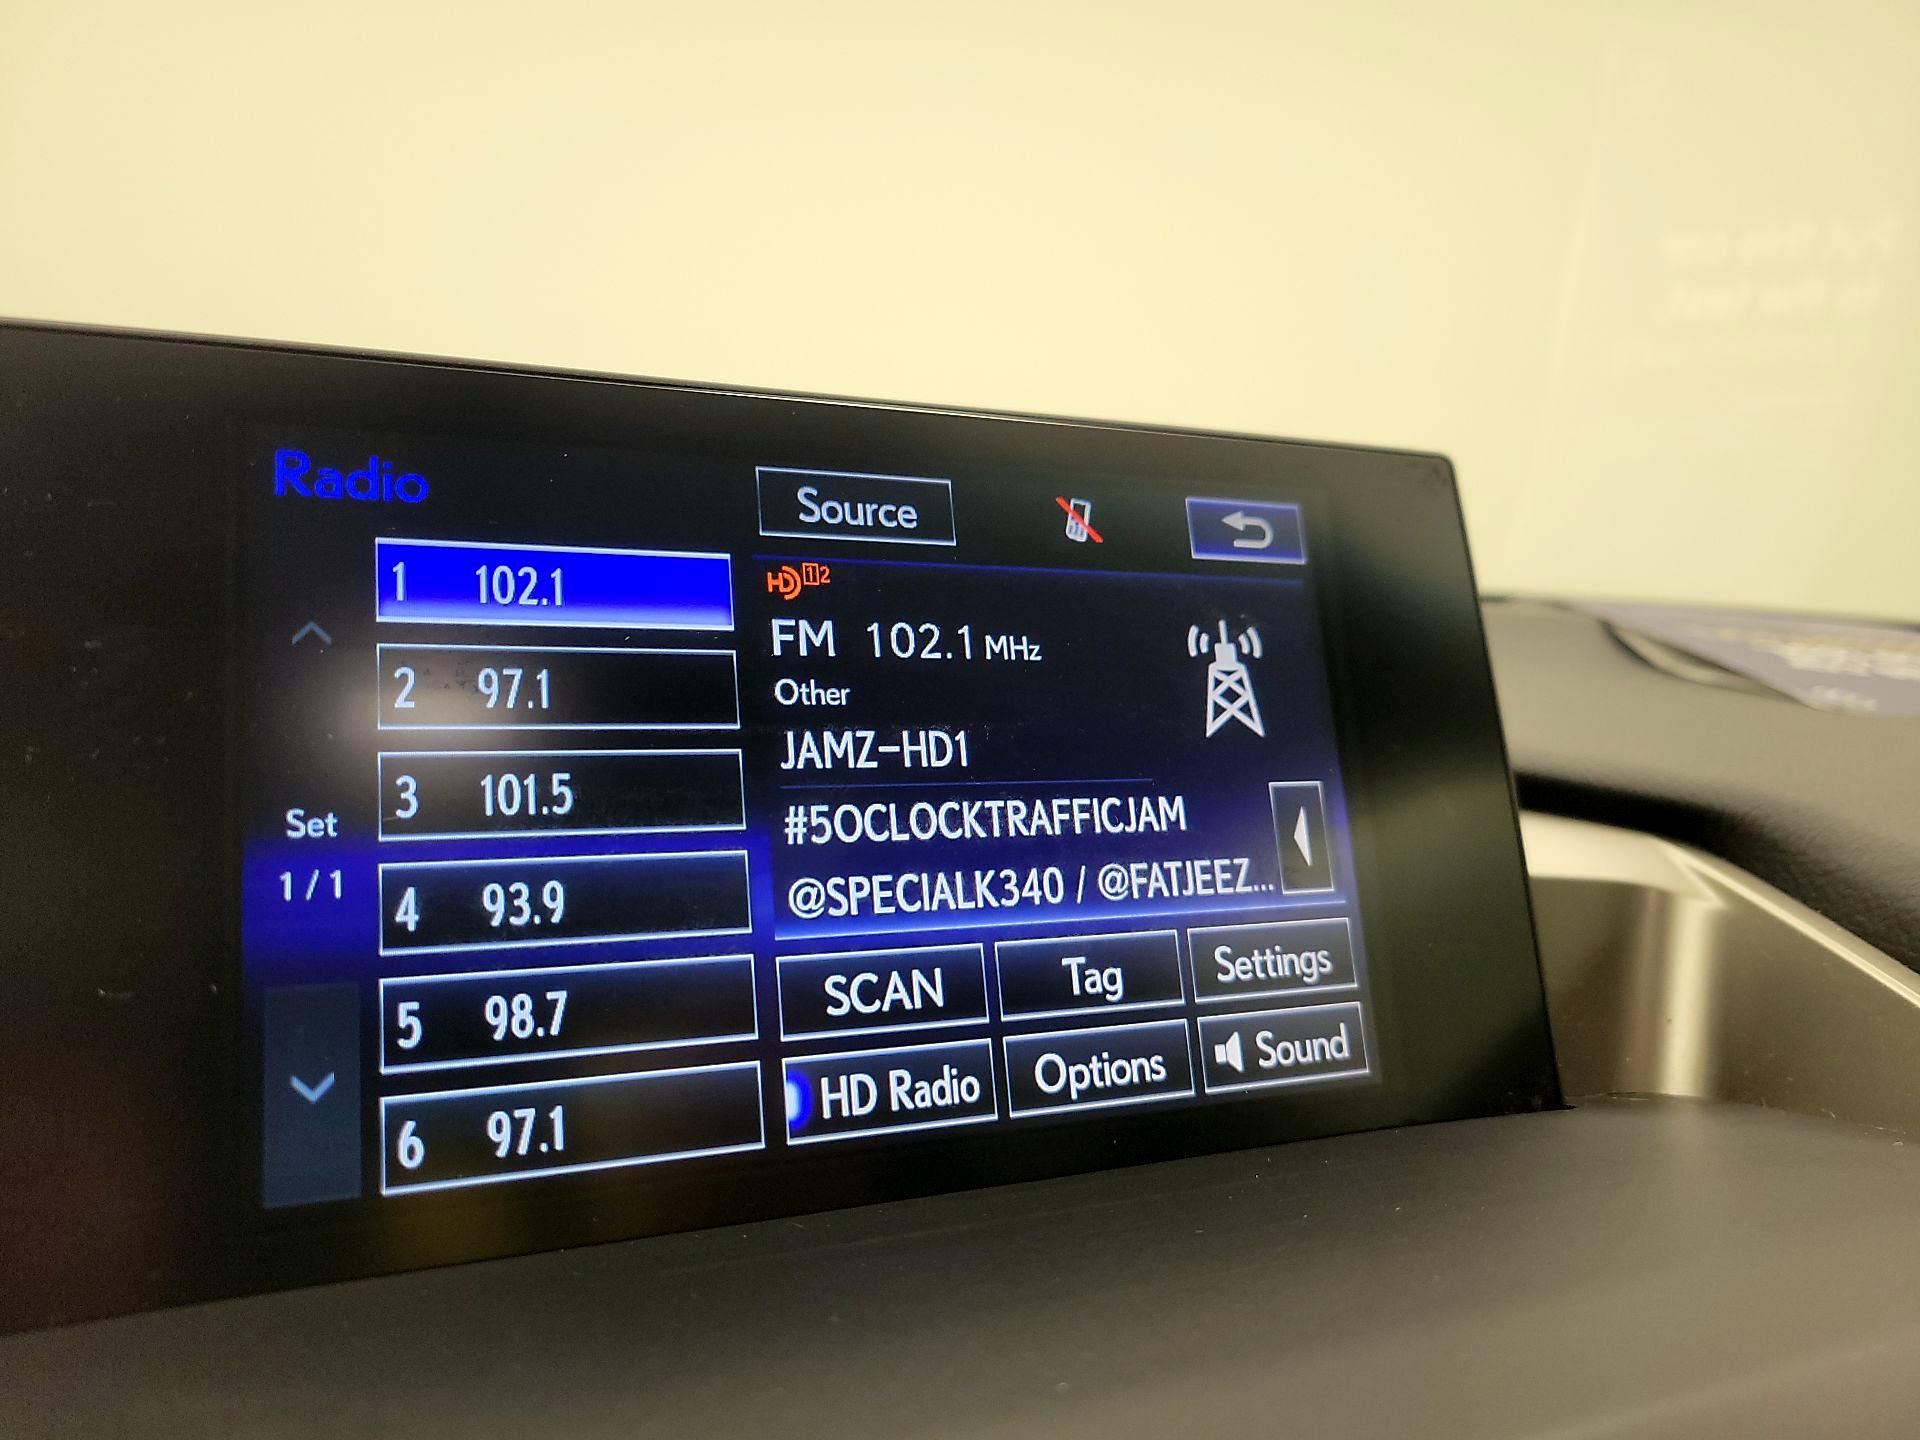 Radio
Source
1 102.1
2 97.1
3 101.5
4 93.9
5 98.7
6 97.1
Set
1 / 1
HD 1 2
FM 102.1 MHz
Other
JAMZ-HD1
#5OCLOCKTRAFFICJAM
@SPECIALK340 / @FATJEEZ...
SCAN
Tag
Settings
HD Radio
Options
Sound